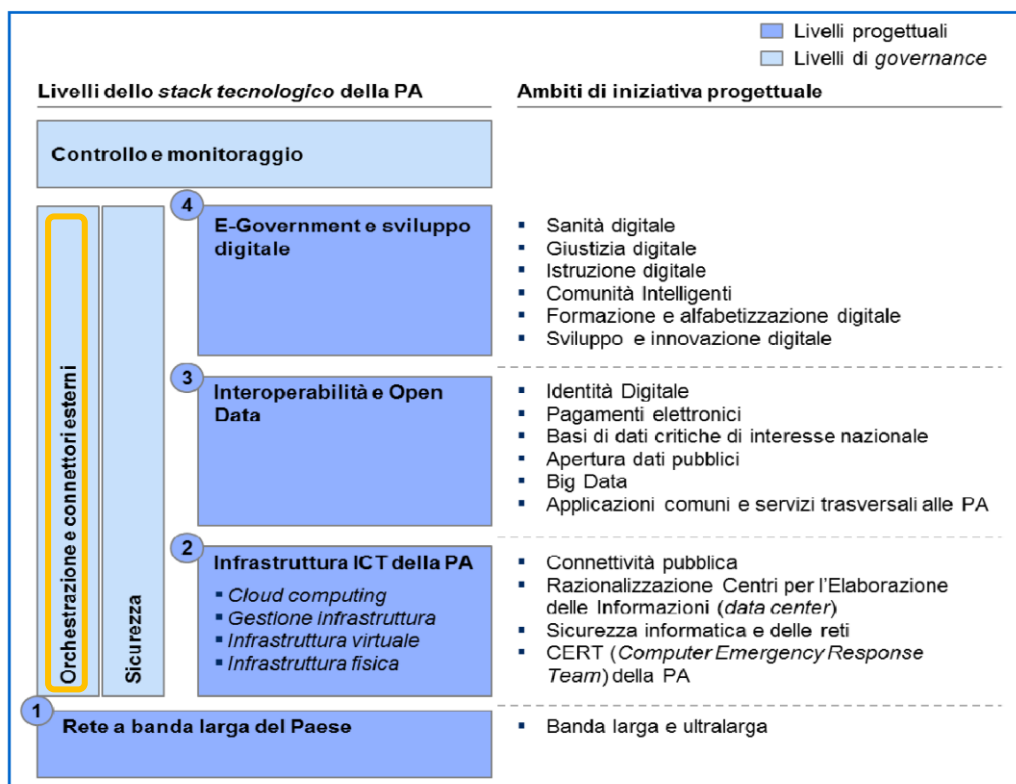 Livelli progettuali
Livelli di governance
Livelli dello stack tecnologico della PA
Ambiti di iniziativa progettuale
Controllo e monitoraggio
Orchestrazione e connettori esterni
Sicurezza
4
E-Government e sviluppo
digitale
▪ Sanità digitale
▪ Giustizia digitale
▪ Istruzione digitale
▪ Comunità Intelligenti
▪ Formazione e alfabetizzazione digitale
▪ Sviluppo e innovazione digitale
3
Interoperabilità e Open
Data
▪ Identità Digitale
▪ Pagamenti elettronici
▪ Basi di dati critiche di interesse nazionale
▪ Apertura dati pubblici
▪ Big Data
▪ Applicazioni comuni e servizi trasversali alle PA
2
Infrastruttura ICT della PA
▪ Cloud computing
▪ Gestione infrastruttura
▪ Infrastruttura virtuale
▪ Infrastruttura fisica
▪ Connettività pubblica
▪ Razionalizzazione Centri per l'Elaborazione
delle Informazioni (data center)
▪ Sicurezza informatica e delle reti
▪ CERT (Computer Emergency Response
Team) della PA
1
Rete a banda larga del Paese
▪ Banda larga e ultralarga